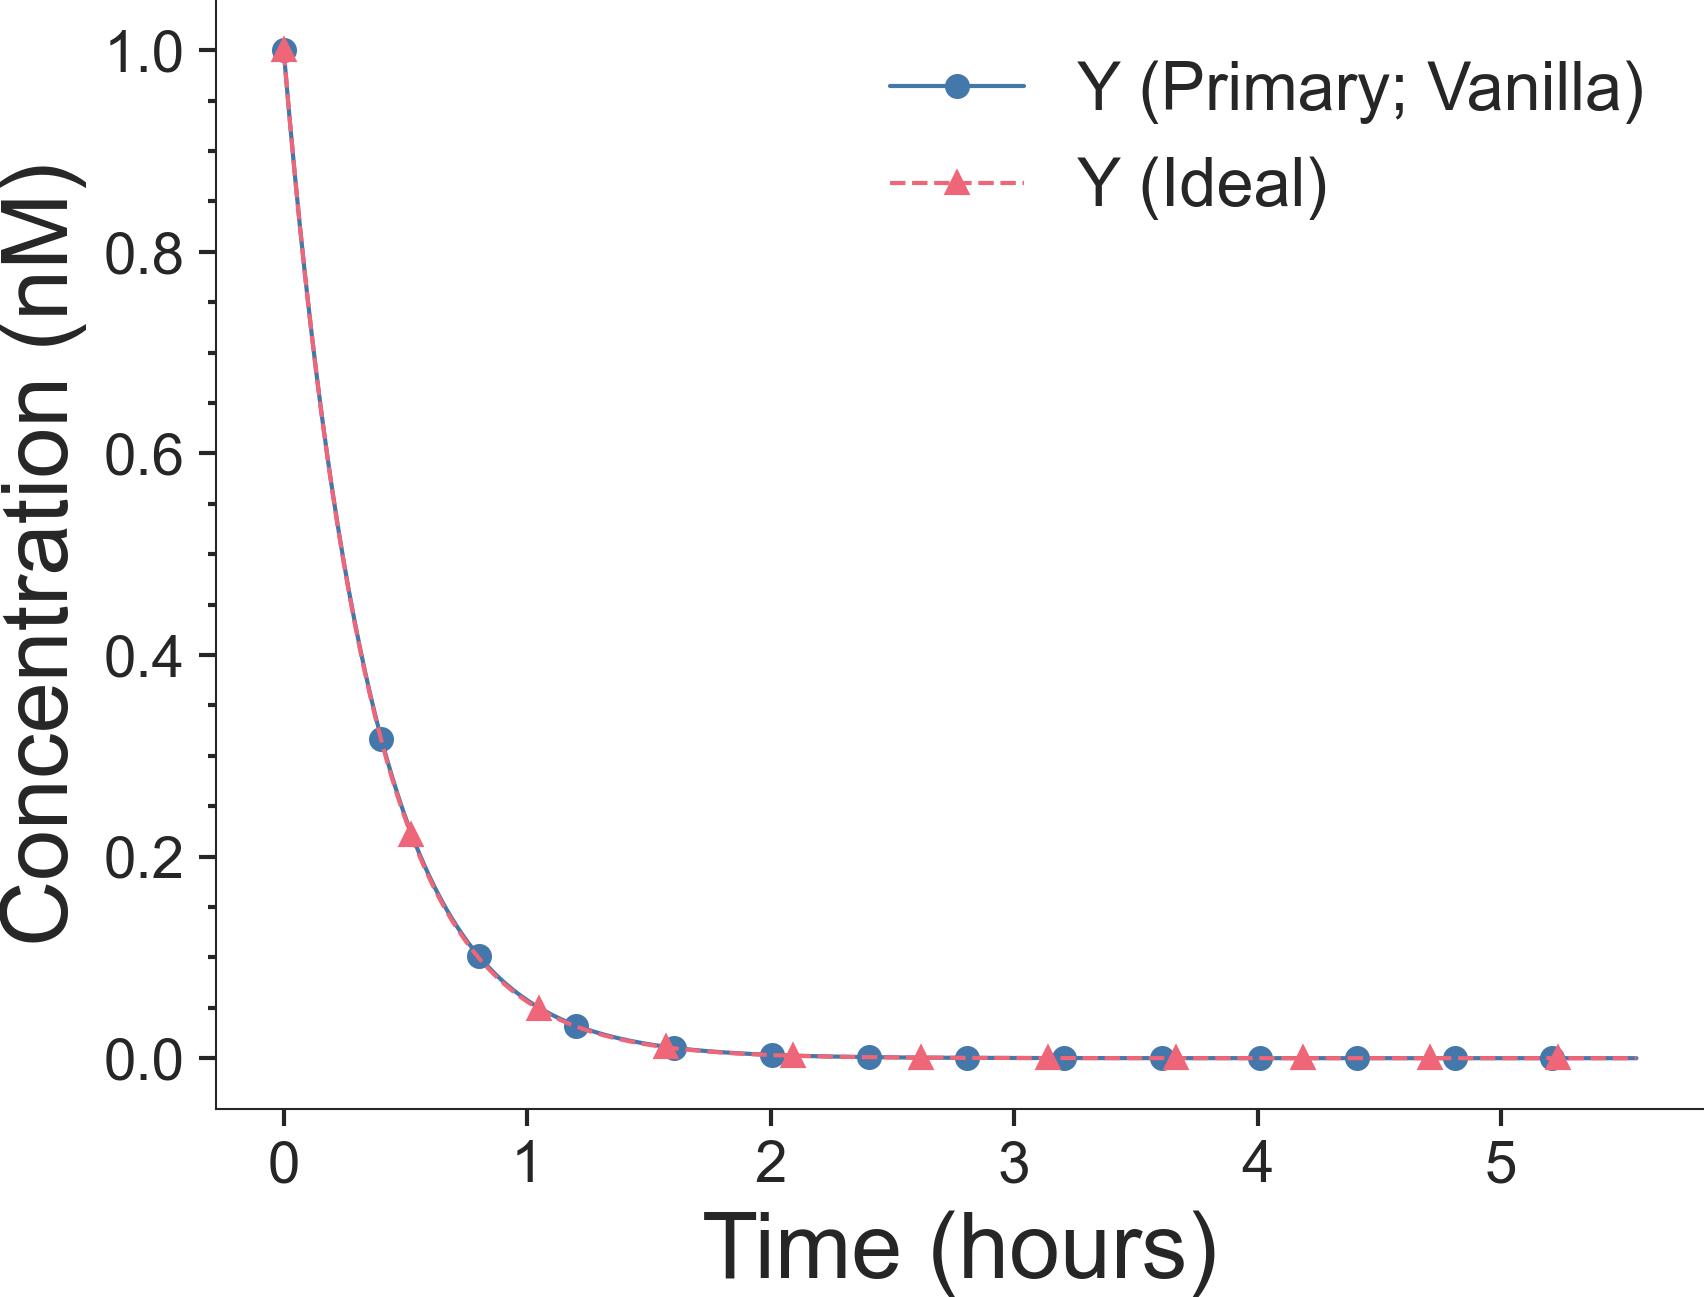 Y (Primary; Vanilla)
Y (Ideal)
Concentration (nM)
1.0
0.8
0.6
0.4
0.2
0.0
0 1 2 3 4 5
Time (hours)